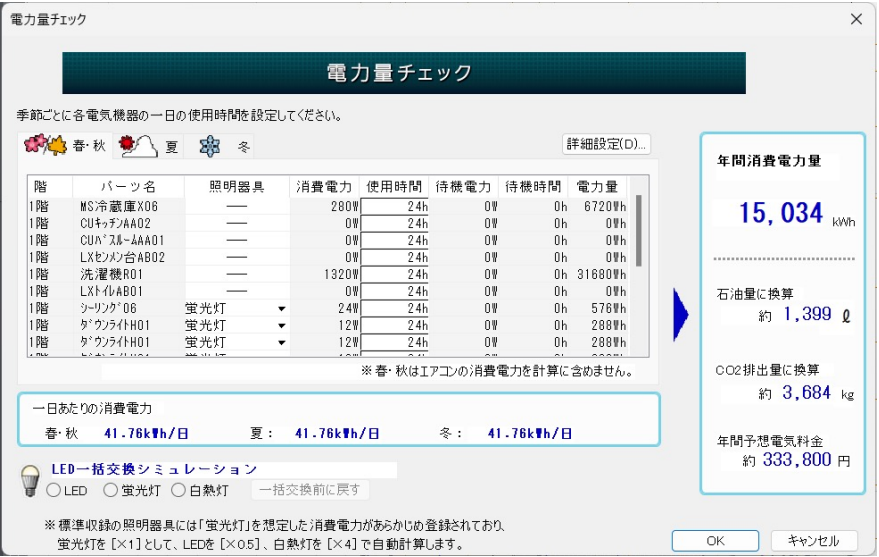 電力量チェック
電力量チェック
季節ごとに各電気機器の一日の使用時間を設定してください。
春・秋 夏 冬 詳細設定(D)...
階 パーツ名 照明器具 消費電力 使用時間 待機電力 待機時間 電力量
1階 MSﾝ冷蔵庫X06 ―― 280W 24h 0W 0h 6720Wh
1階 CUｷｯﾁﾝAA02 ―― 0W 24h 0W 0h 0Wh
1階 CUﾊﾞｽﾙｰﾑAA01 ―― 0W 24h 0W 0h 0Wh
1階 LXｾﾝﾒﾝ台AB02 ―― 0W 24h 0W 0h 0Wh
1階 洗濯機R01 ―― 1320W 24h 0W 0h 31680Wh
1階 LXﾄｲﾚAB01 ―― 0W 24h 0W 0h 0Wh
1階 ｼｰﾘﾝｸﾞ06 蛍光灯 24W 24h 0W 0h 576Wh
1階 ﾀﾞｳﾝﾗｲﾄH01 蛍光灯 12W 24h 0W 0h 288Wh
1階 ﾀﾞｳﾝﾗｲﾄH01 蛍光灯 12W 24h 0W 0h 288Wh
※春・秋はエアコンの消費電力を計算に含めません。
一日あたりの消費電力
春・秋 41.76kWh/日 夏： 41.76kWh/日 冬： 41.76kWh/日
LED一括交換シミュレーション
LED 蛍光灯 白熱灯 一括交換前に戻す
※標準収録の照明器具には「蛍光灯」を想定した消費電力があらかじめ登録されており、
蛍光灯を［×1］として、LEDを［×0.5］、白熱灯を［×4］で自動計算します。
年間消費電力量
15,034 kWh
石油量に換算
約 1,399 ℓ
CO2排出量に換算
約 3,684 kg
年間予想電気料金
約 333,800 円
OK キャンセル